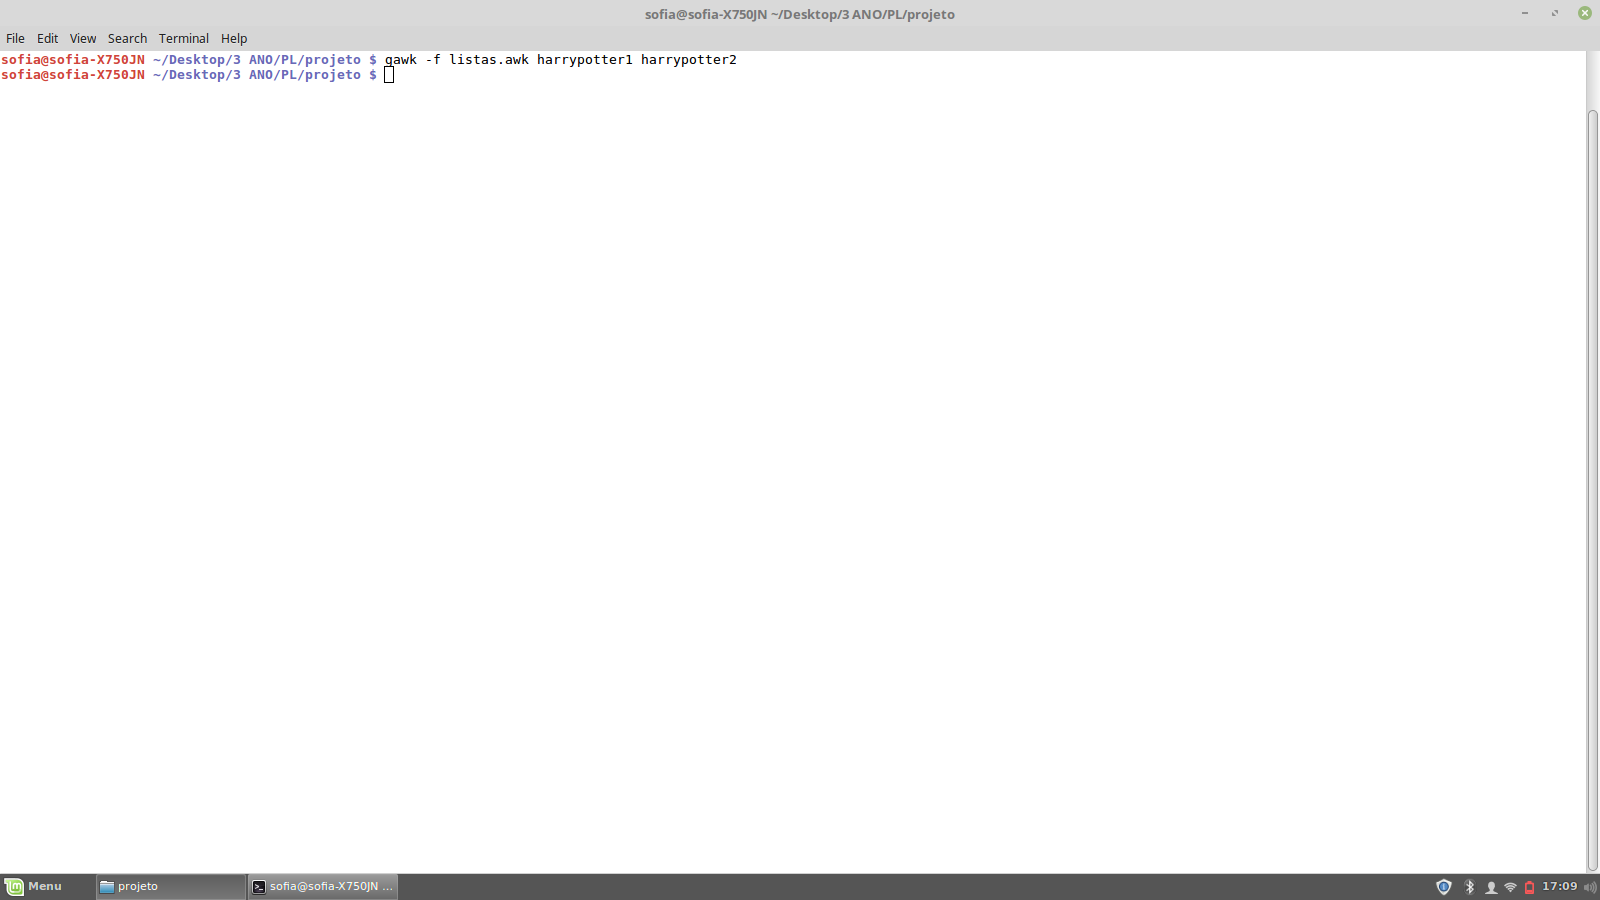 sofia@sofia-X750JN ~/Desktop/3 ANO/PL/projeto
File Edit View Search Terminal Help
sofia@sofia-X750JN ~/Desktop/3 ANO/PL/projeto $ gawk -f listas.awk harrypotter1 harrypotter2
sofia@sofia-X750JN ~/Desktop/3 ANO/PL/projeto $
Menu projeto sofia@sofia-X750JN ... 17:09